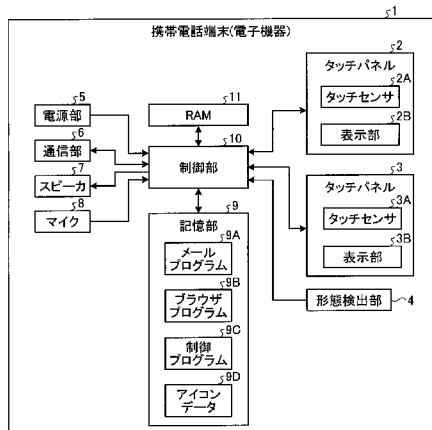 1
携帯電話端末(電子機器)
2
タッチパネル
2A
タッチセンサ
2B
表示部
3
タッチパネル
3A
タッチセンサ
3B
表示部
形態検出部
4
5
電源部
6
通信部
7
スピーカ
8
マイク
11
RAM
10
制御部
9
記憶部
9A
メール
プログラム
9B
ブラウザ
プログラム
9C
制御
プログラム
9D
アイコン
データ